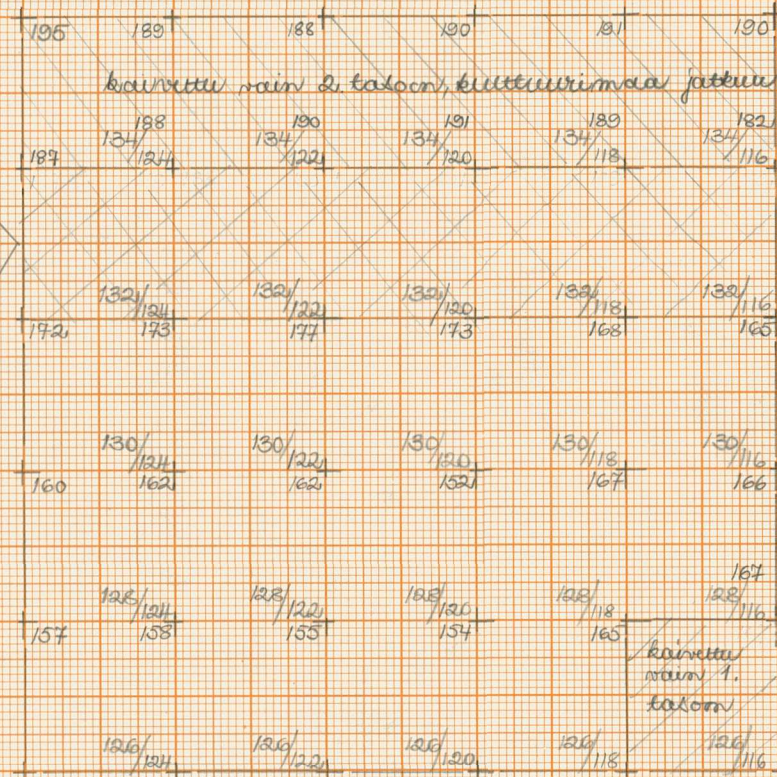 195 189 188 190 191 190
kaivettu vain 2. tasoon, kulttuurimaa jatkuu
188 190 191 189 182
134/124 134/122 134/120 134/118 134/116
187
132/124 132/122 132/120 132/118 132/116
172 173 177 173 168 165
130/124 130/122 130/120 130/118 130/116
160 162 162 152 167 166
167
128/124 128/122 128/120 128/118 128/116
157 158 155 154 165
kaivettu
vain 1.
tasoon
126/124 126/122 126/120 126/118 126/116